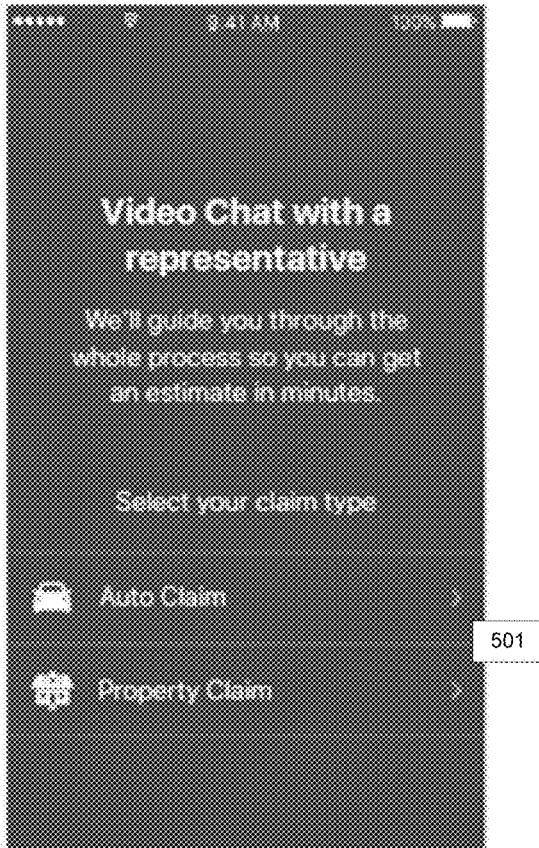 9:41 AM 100%
Video Chat with a
representative
We'll guide you through the
whole process so you can get
an estimate in minutes.
Select your claim type
Auto Claim
501
Property Claim